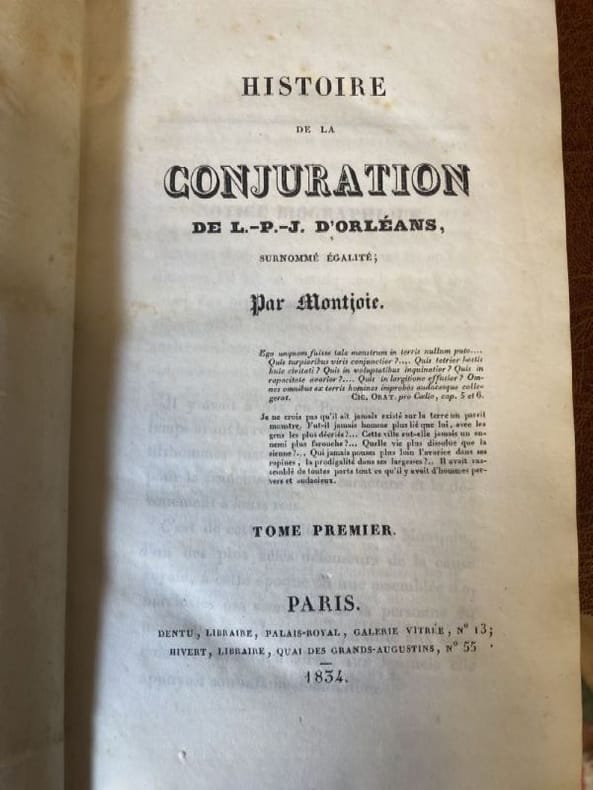 HISTOIRE
DE LA
CONJURATION
DE L.-P.-J. D'ORLÉANS,
SURNOMMÉ ÉGALITÉ;
Par Montjoie.
Ego unquam fuisse tale monstrum in terris nullum puto....
Quis turpioribus viris conjunctior?.... Quis tetrior hostis
huic civitati? Quis in voluptatibus inquinatior? Quis in
rapacitate avarior?.... Quis in largitione effusior? Om-
nes omnibus ex terris homines improbos audacesque colle-
gerat. CIC. ORAT. pro Cœlio, cap. 5 et 6.
Je ne crois pas qu'il ait jamais existé sur la terre un pareil
monstre. Fut-il jamais homme plus lié que lui, avec les
gens les plus décriés?... Cette ville eut-elle jamais un en-
nemi plus farouche?... Quelle vie plus dissolue que la
sienne?... Qui jamais poussa plus loin l'avarice dans ses
rapines, la prodigalité dans ses largesses?.. Il avait ras-
semblé de toutes parts tout ce qu'il y avait d'hommes per-
vers et audacieux.
TOME PREMIER.
PARIS.
DENTU, LIBRAIRE, PALAIS-ROYAL, GALERIE VITRÉE, N° 13;
HIVERT, LIBRAIRE, QUAI DES GRANDS-AUGUSTINS, N° 55
1834.